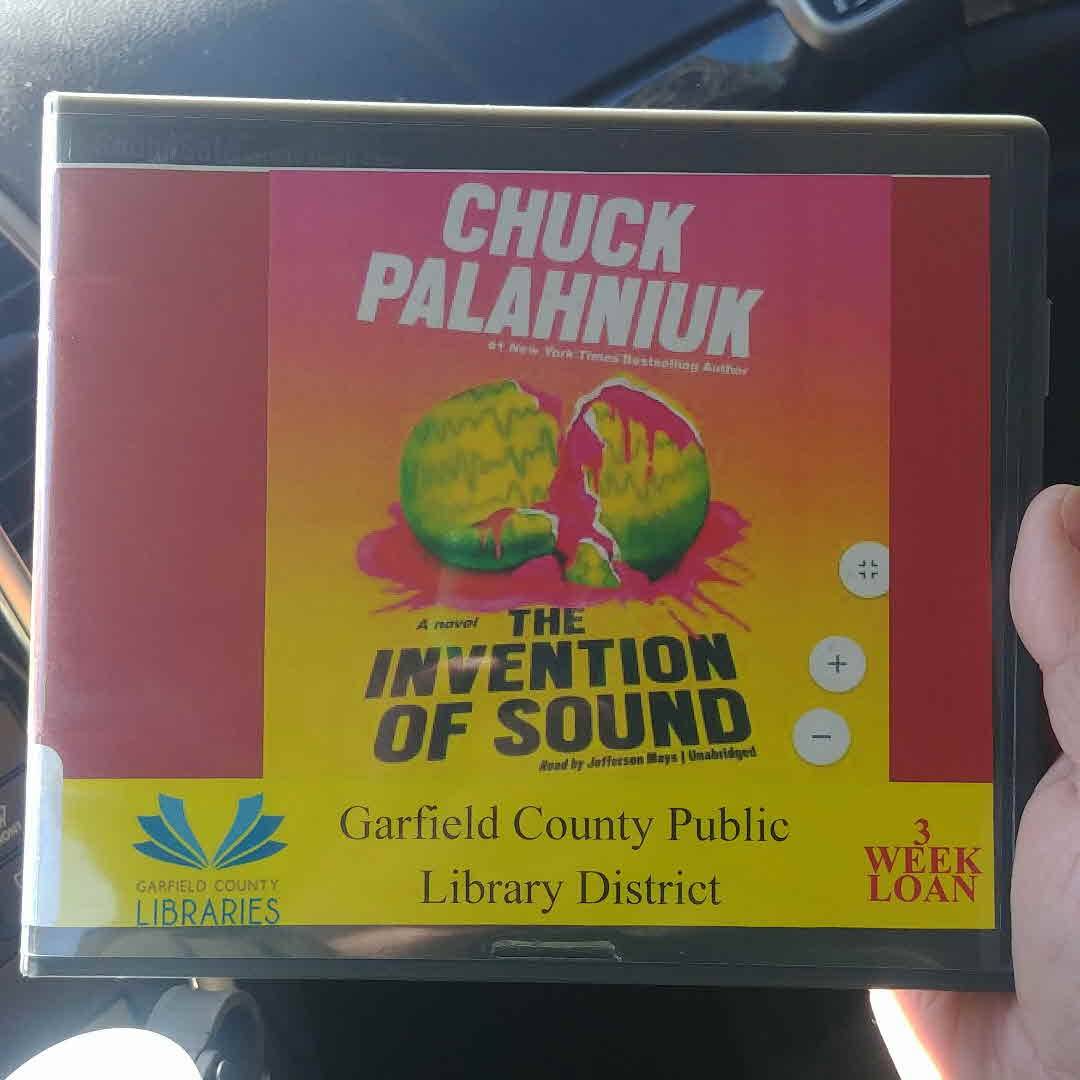 CHUCK
PALAHNIUK
#1 New York Times Bestselling Author
A novel THE
INVENTION
OF SOUND
Read by Jefferson Mays | Unabridged
+
−
GARFIELD COUNTY
LIBRARIES
Garfield County Public
Library District
3
WEEK
LOAN